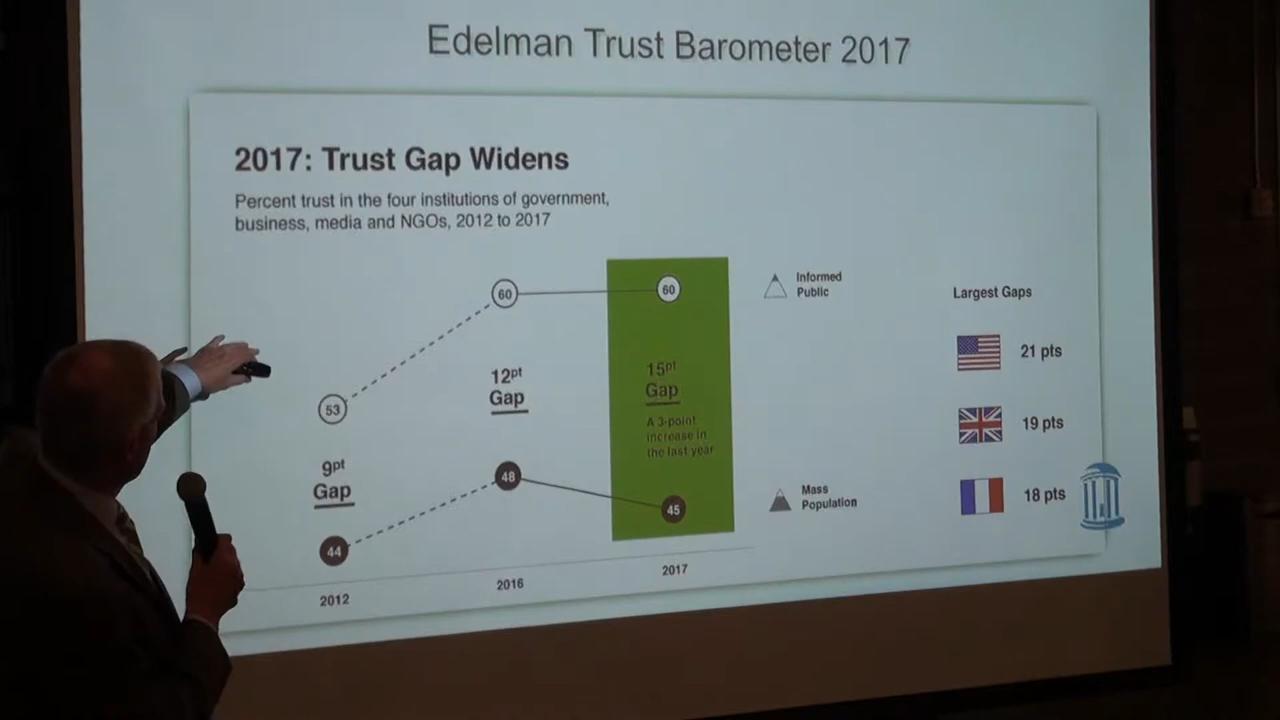 Edelman Trust Barometer 2017
2017: Trust Gap Widens
Percent trust in the four institutions of government,
business, media and NGOs, 2012 to 2017
60
60
Informed
Public
Largest Gaps
21 pts
12pt
Gap
15pt
Gap
53
A 3-point
increase in
the last year
19 pts
9pt
Gap
48
45
Mass
Population
18 pts
44
2012
2016
2017